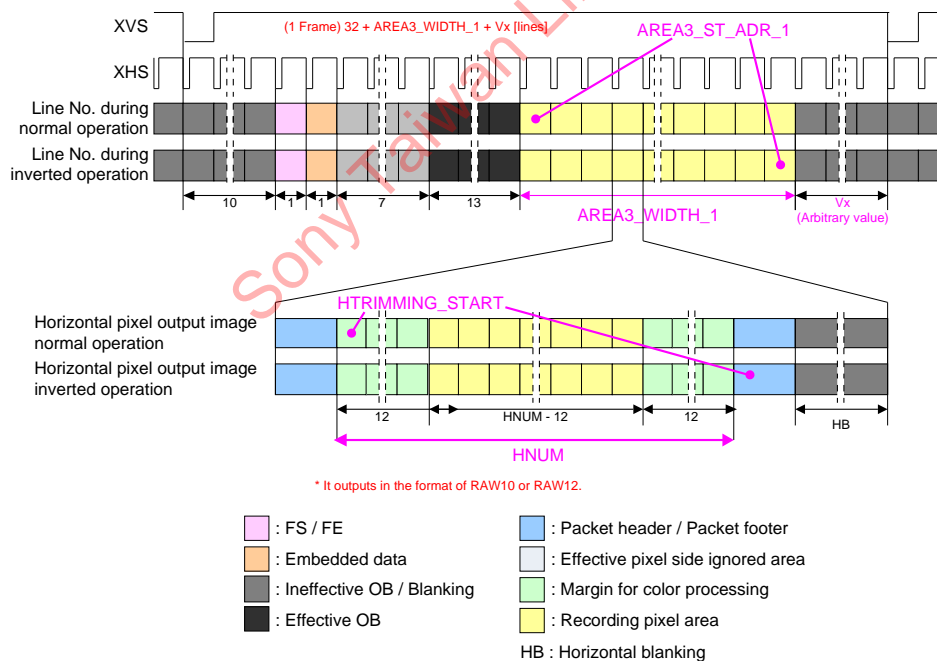 XVS
(1 Frame) 32 + AREA3_WIDTH_1 + Vx [lines]
AREA3_ST_ADR_1
XHS
Line No. during
normal operation
Line No. during
inverted operation
10
1
1
7
13
AREA3_WIDTH_1
Vx
(Arbitrary value)
Sony Taiwan Li
HTRIMMING_START
Horizontal pixel output image
normal operation
Horizontal pixel output image
inverted operation
12
HNUM - 12
12
HB
HNUM
* It outputs in the format of RAW10 or RAW12.
: FS / FE
: Packet header / Packet footer
: Embedded data
: Effective pixel side ignored area
: Ineffective OB / Blanking
: Margin for color processing
: Effective OB
: Recording pixel area
HB : Horizontal blanking